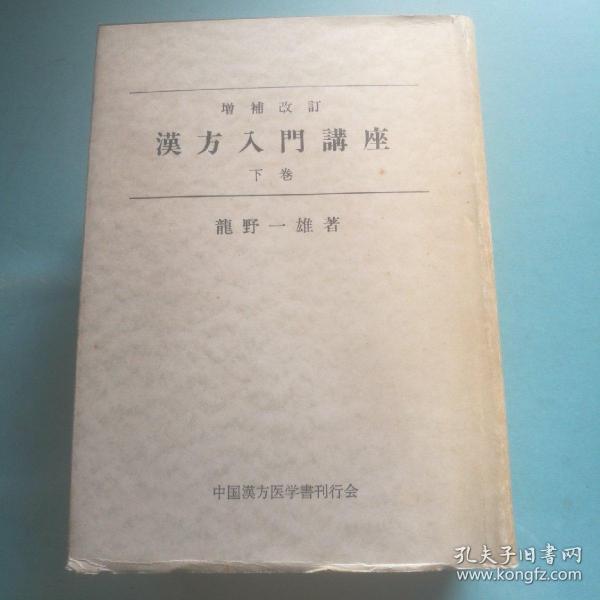 増補改訂
漢方入門講座
下巻
龍野一雄著
中国漢方医学書刊行会
孔夫子旧书网
www.kongfz.com